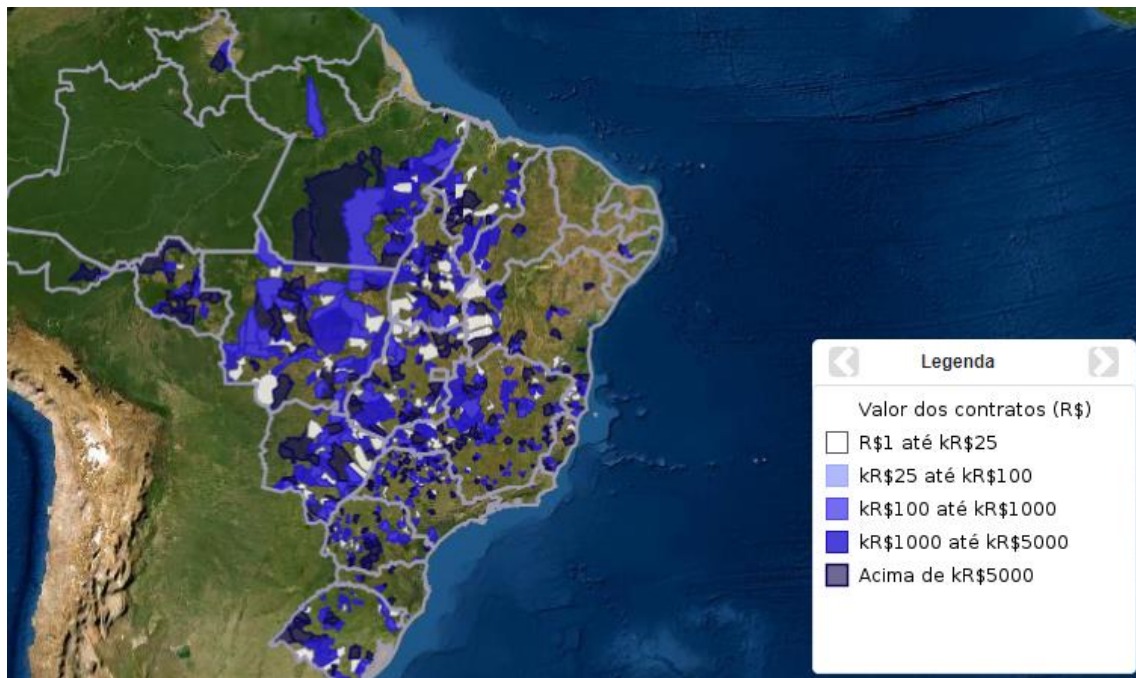 Legenda
Valor dos contratos (R$)
R$1 até kR$25
kR$25 até kR$100
kR$100 até kR$1000
kR$1000 até kR$5000
Acima de kR$5000